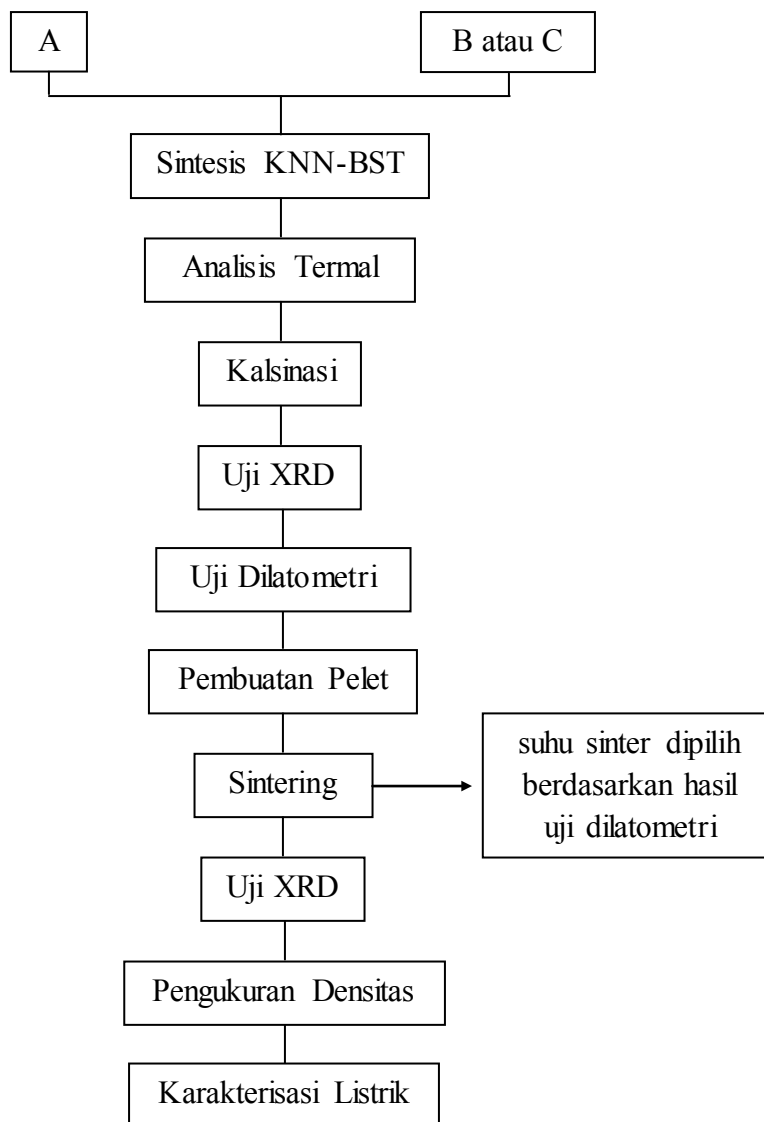 A
B atau C
Sintesis KNN-BST
Analisis Termal
Kalsinasi
Uji XRD
Uji Dilatometri
Pembuatan Pelet
Sintering
suhu sinter dipilih
berdasarkan hasil
uji dilatometri
Uji XRD
Pengukuran Densitas
Karakterisasi Listrik